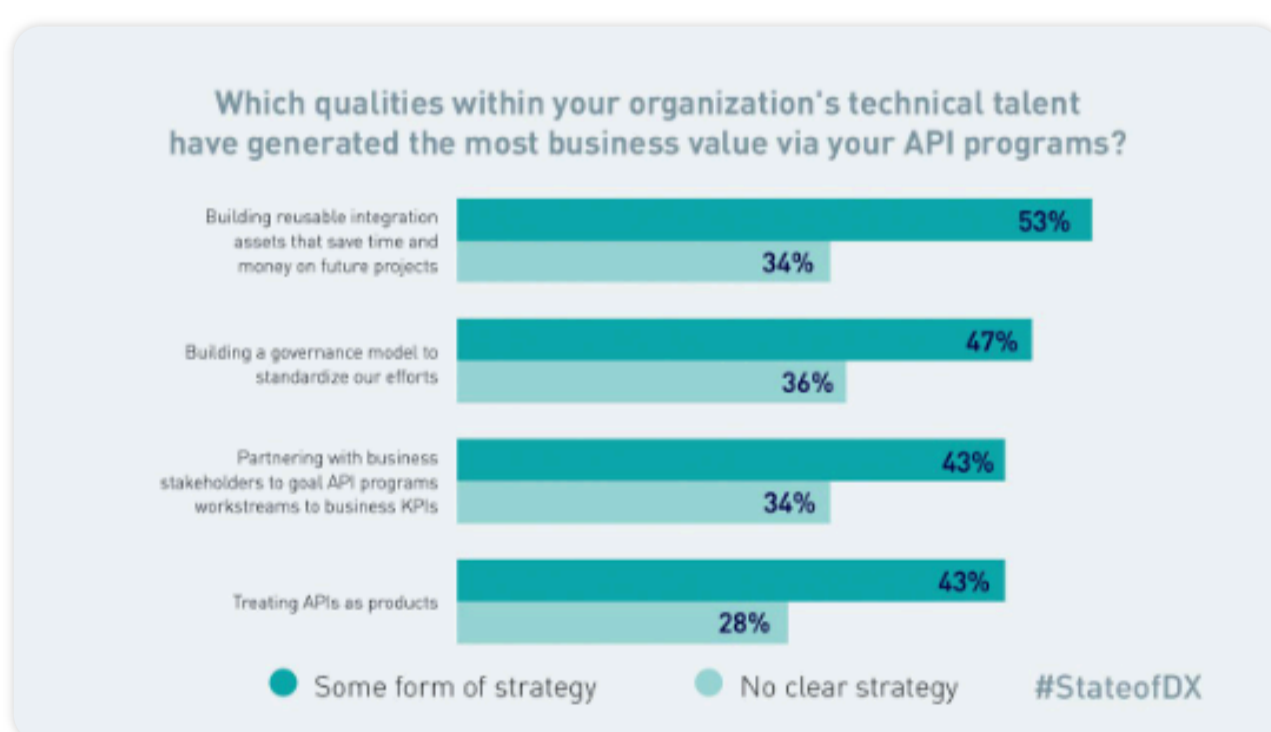 Which qualities within your organization's technical talent
have generated the most business value via your API programs?
Building reusable integration
assets that save time and
money on future projects
53%
34%
Building a governance model to
standardize our efforts
47%
36%
Partnering with business
stakeholders to goal API programs
workstreams to business KPIs
43%
34%
Treating APIs as products
43%
28%
Some form of strategy
No clear strategy
#StateofDX